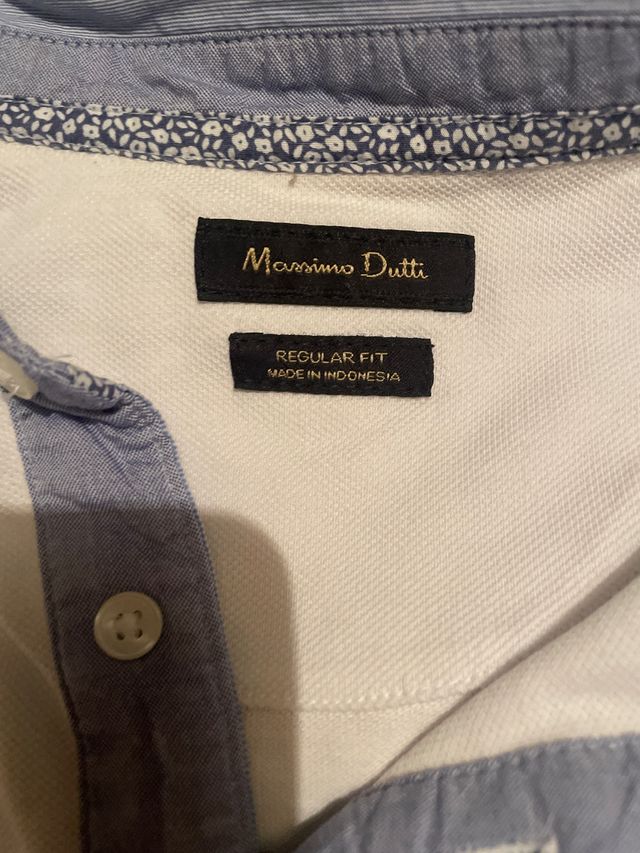 Massimo Dutti
REGULAR FIT
MADE IN INDONESIA